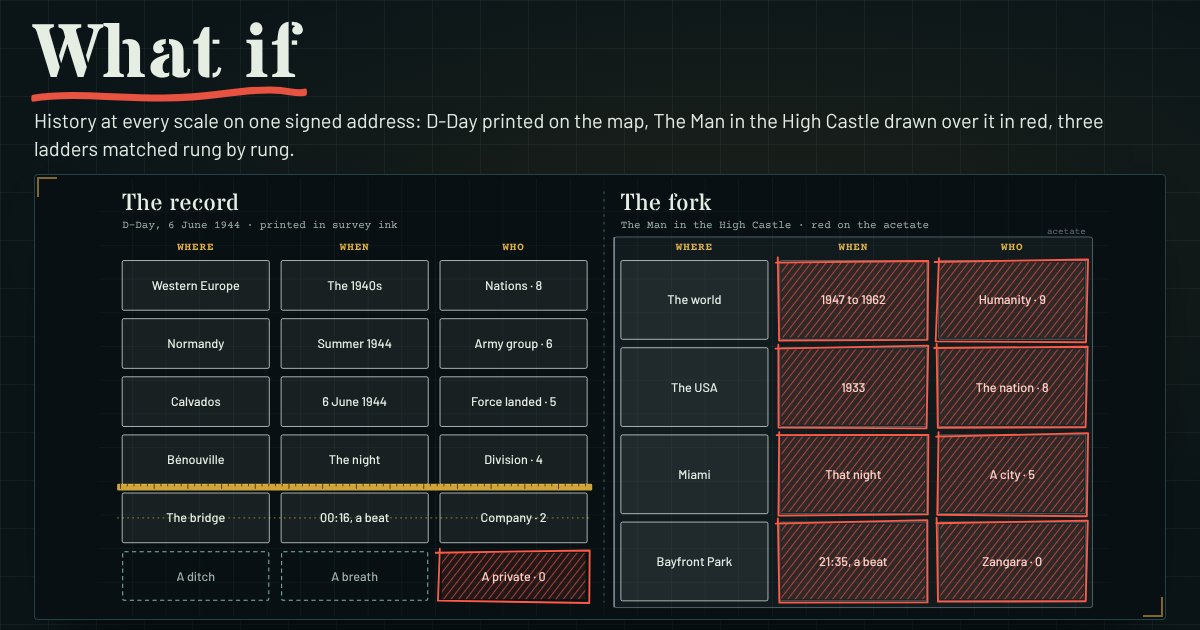 What if
History at every scale on one signed address: D-Day printed on the map, The Man in the High Castle drawn over it in red, three
ladders matched rung by rung.
The record
D-Day, 6 June 1944 · printed in survey ink
WHERE WHEN WHO
Western Europe The 1940s Nations · 8
Normandy Summer 1944 Army group · 6
Calvados 6 June 1944 Force landed · 5
Bénouville The night Division · 4
The bridge 00:16, a beat Company · 2
A ditch A breath A private · 0
The fork
The Man in the High Castle · red on the acetate
acetate
WHERE WHEN WHO
The world 1947 to 1962 Humanity · 9
The USA 1933 The nation · 8
Miami That night A city · 5
Bayfront Park 21:35, a beat Zangara · 0